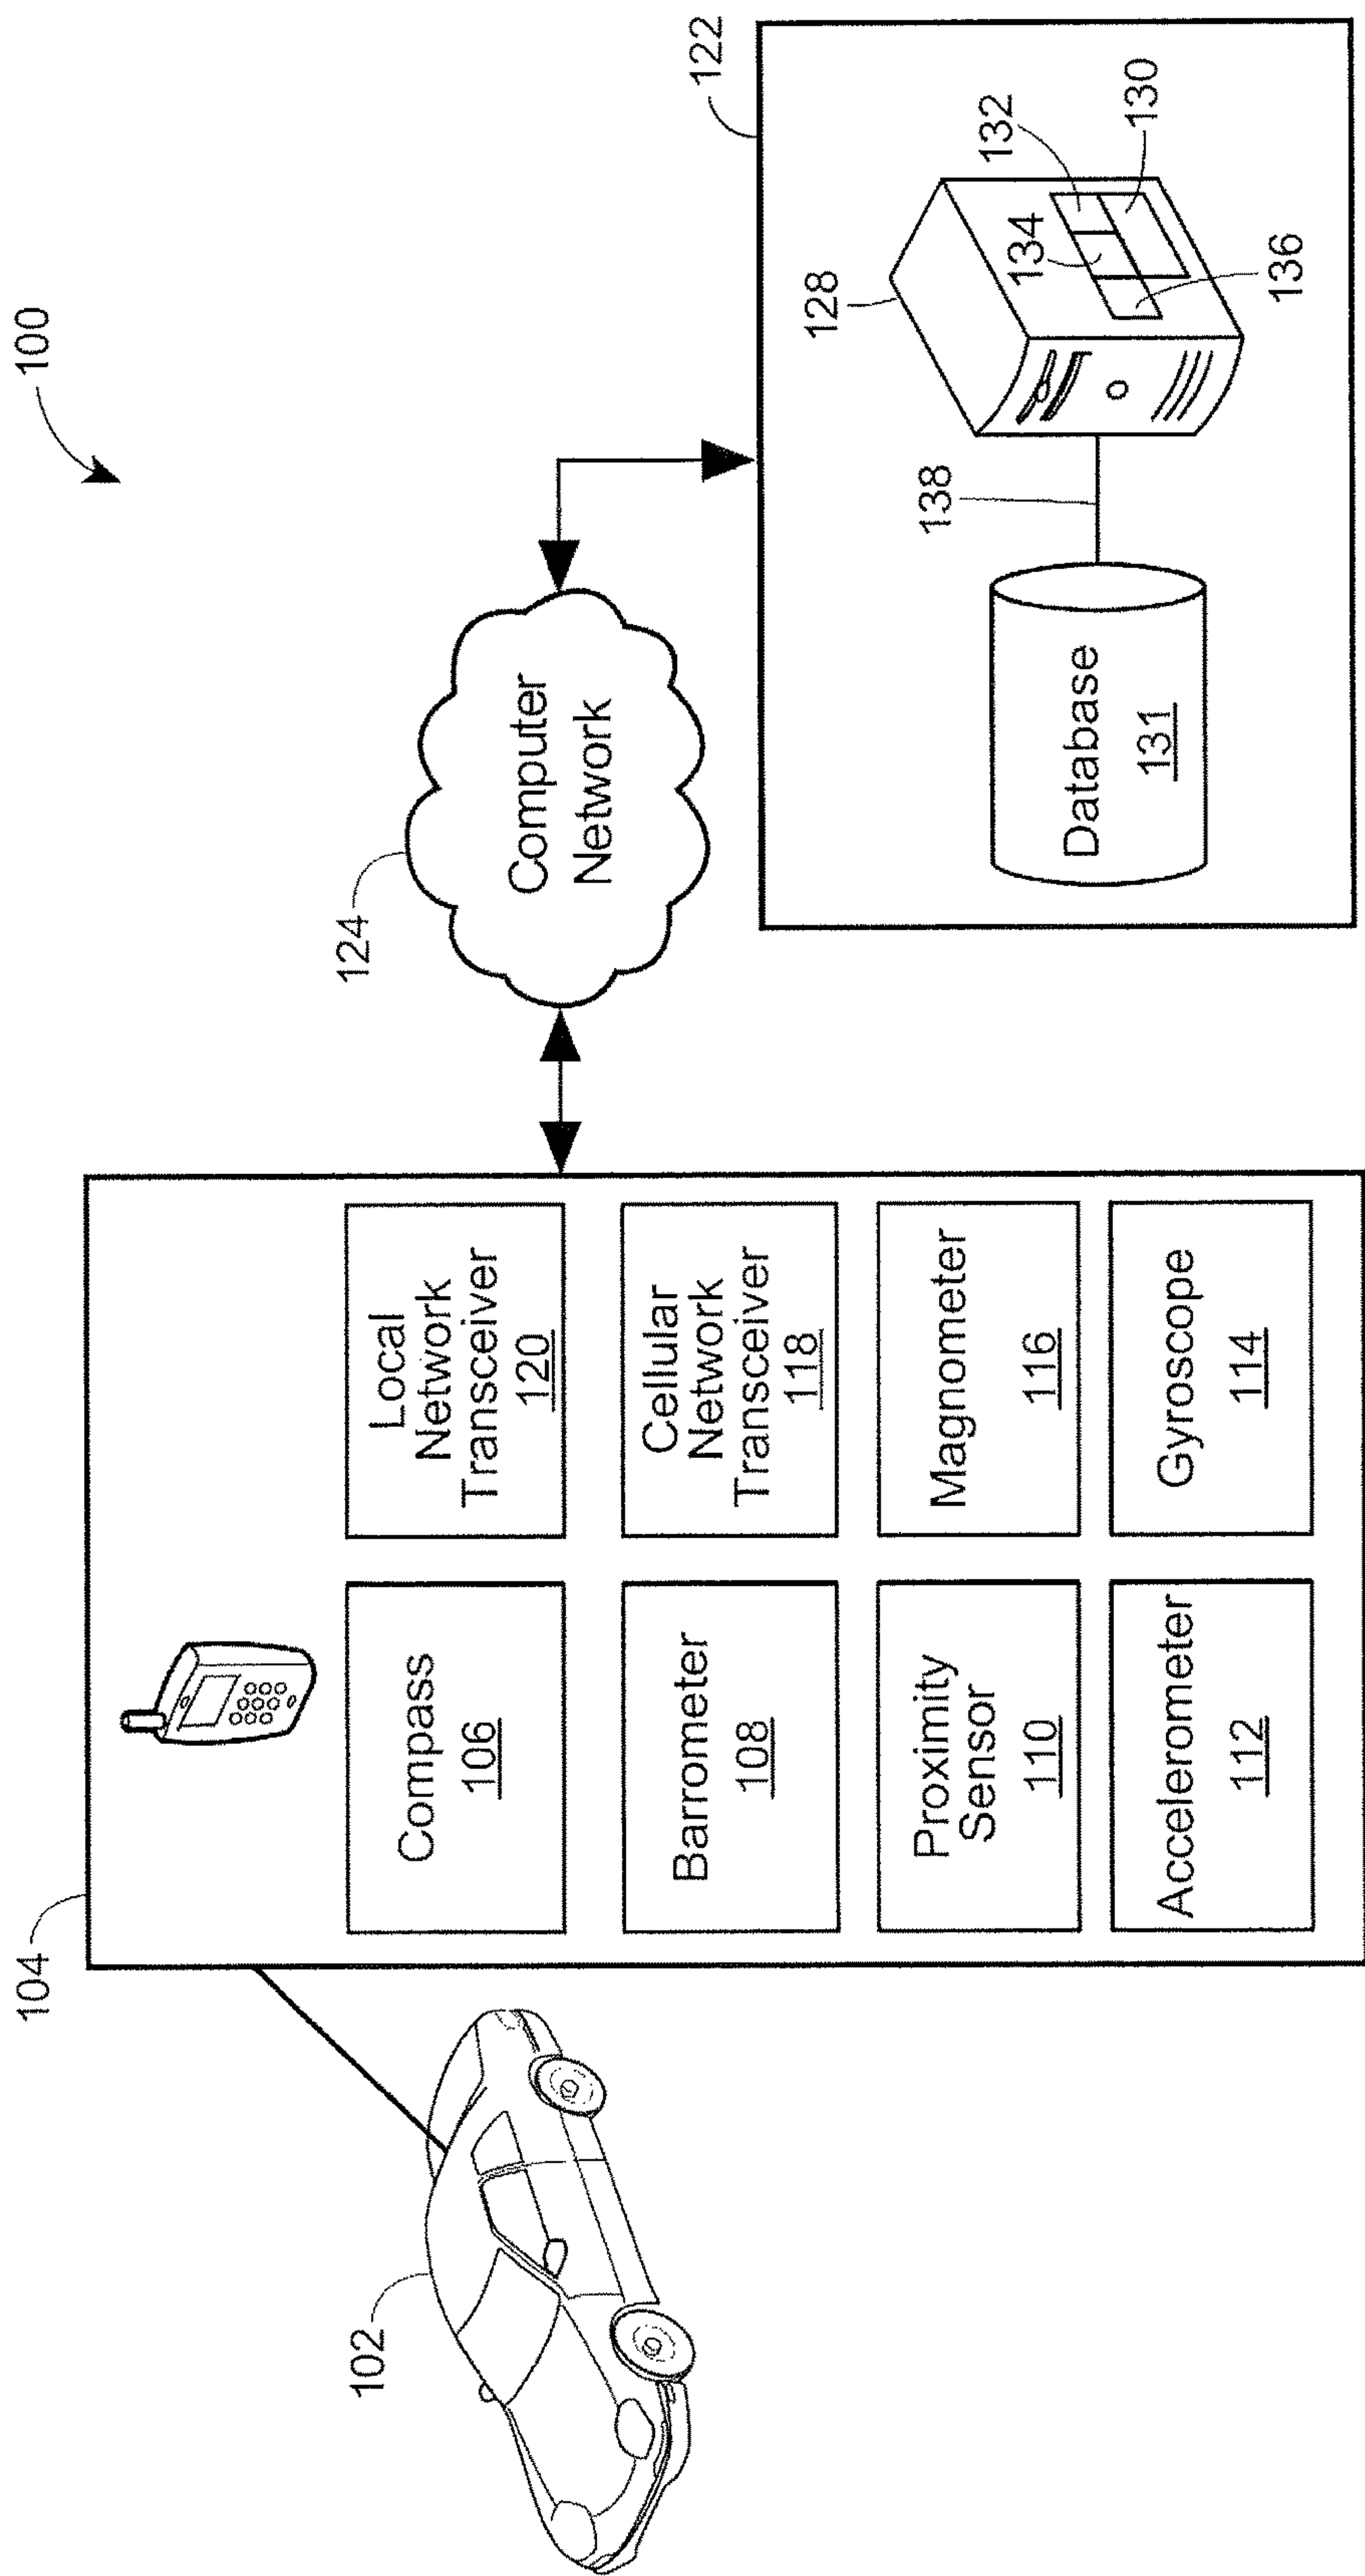 100
102
104
Compass
106
Barrometer
108
Proximity
Sensor
110
Accelerometer
112
Local
Network
Transceiver
120
Cellular
Network
Transceiver
118
Magnometer
116
Gyroscope
114
124
Computer
Network
122
Database
131
138
128
134
132
136
130